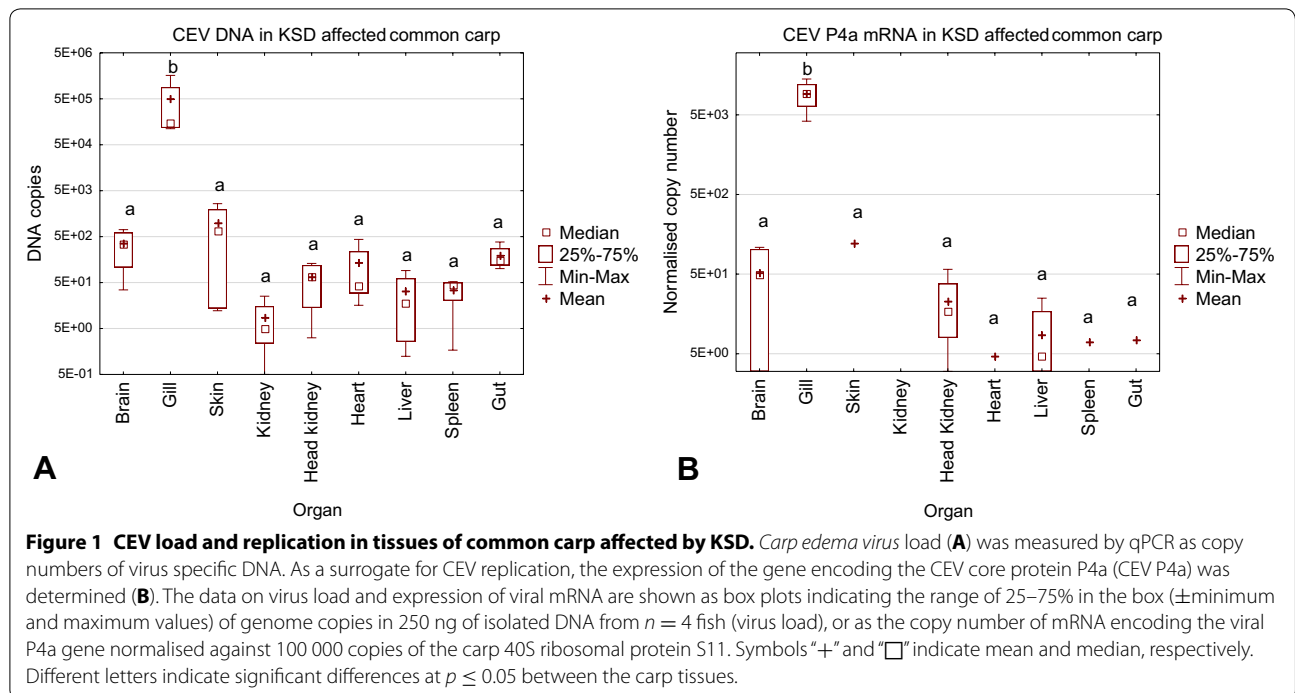 CEV DNA in KSD affected common carp
5E+06
5E+05
5E+04
5E+03
5E+02
5E+01
5E+00
5E-01
DNA copies
a
b
a
a
a
a
a
a
a
Median
25%-75%
Min-Max
Mean
Brain
Gill
Skin
Kidney
Head kidney
Heart
Liver
Spleen
Gut
A
Organ
CEV P4a mRNA in KSD affected common carp
5E+03
5E+02
5E+01
5E+00
Normalised copy number
a
b
a
a
a
a
a
a
Median
25%-75%
Min-Max
Mean
Brain
Gill
Skin
Kidney
Head Kidney
Heart
Liver
Spleen
Gut
B
Organ
Figure 1 CEV load and replication in tissues of common carp affected by KSD. Carp edema virus load (A) was measured by qPCR as copy
numbers of virus specific DNA. As a surrogate for CEV replication, the expression of the gene encoding the CEV core protein P4a (CEV P4a) was
determined (B). The data on virus load and expression of viral mRNA are shown as box plots indicating the range of 25–75% in the box (±minimum
and maximum values) of genome copies in 250 ng of isolated DNA from n = 4 fish (virus load), or as the copy number of mRNA encoding the viral
P4a gene normalised against 100 000 copies of the carp 40S ribosomal protein S11. Symbols “+” and “□” indicate mean and median, respectively.
Different letters indicate significant differences at p ≤ 0.05 between the carp tissues.